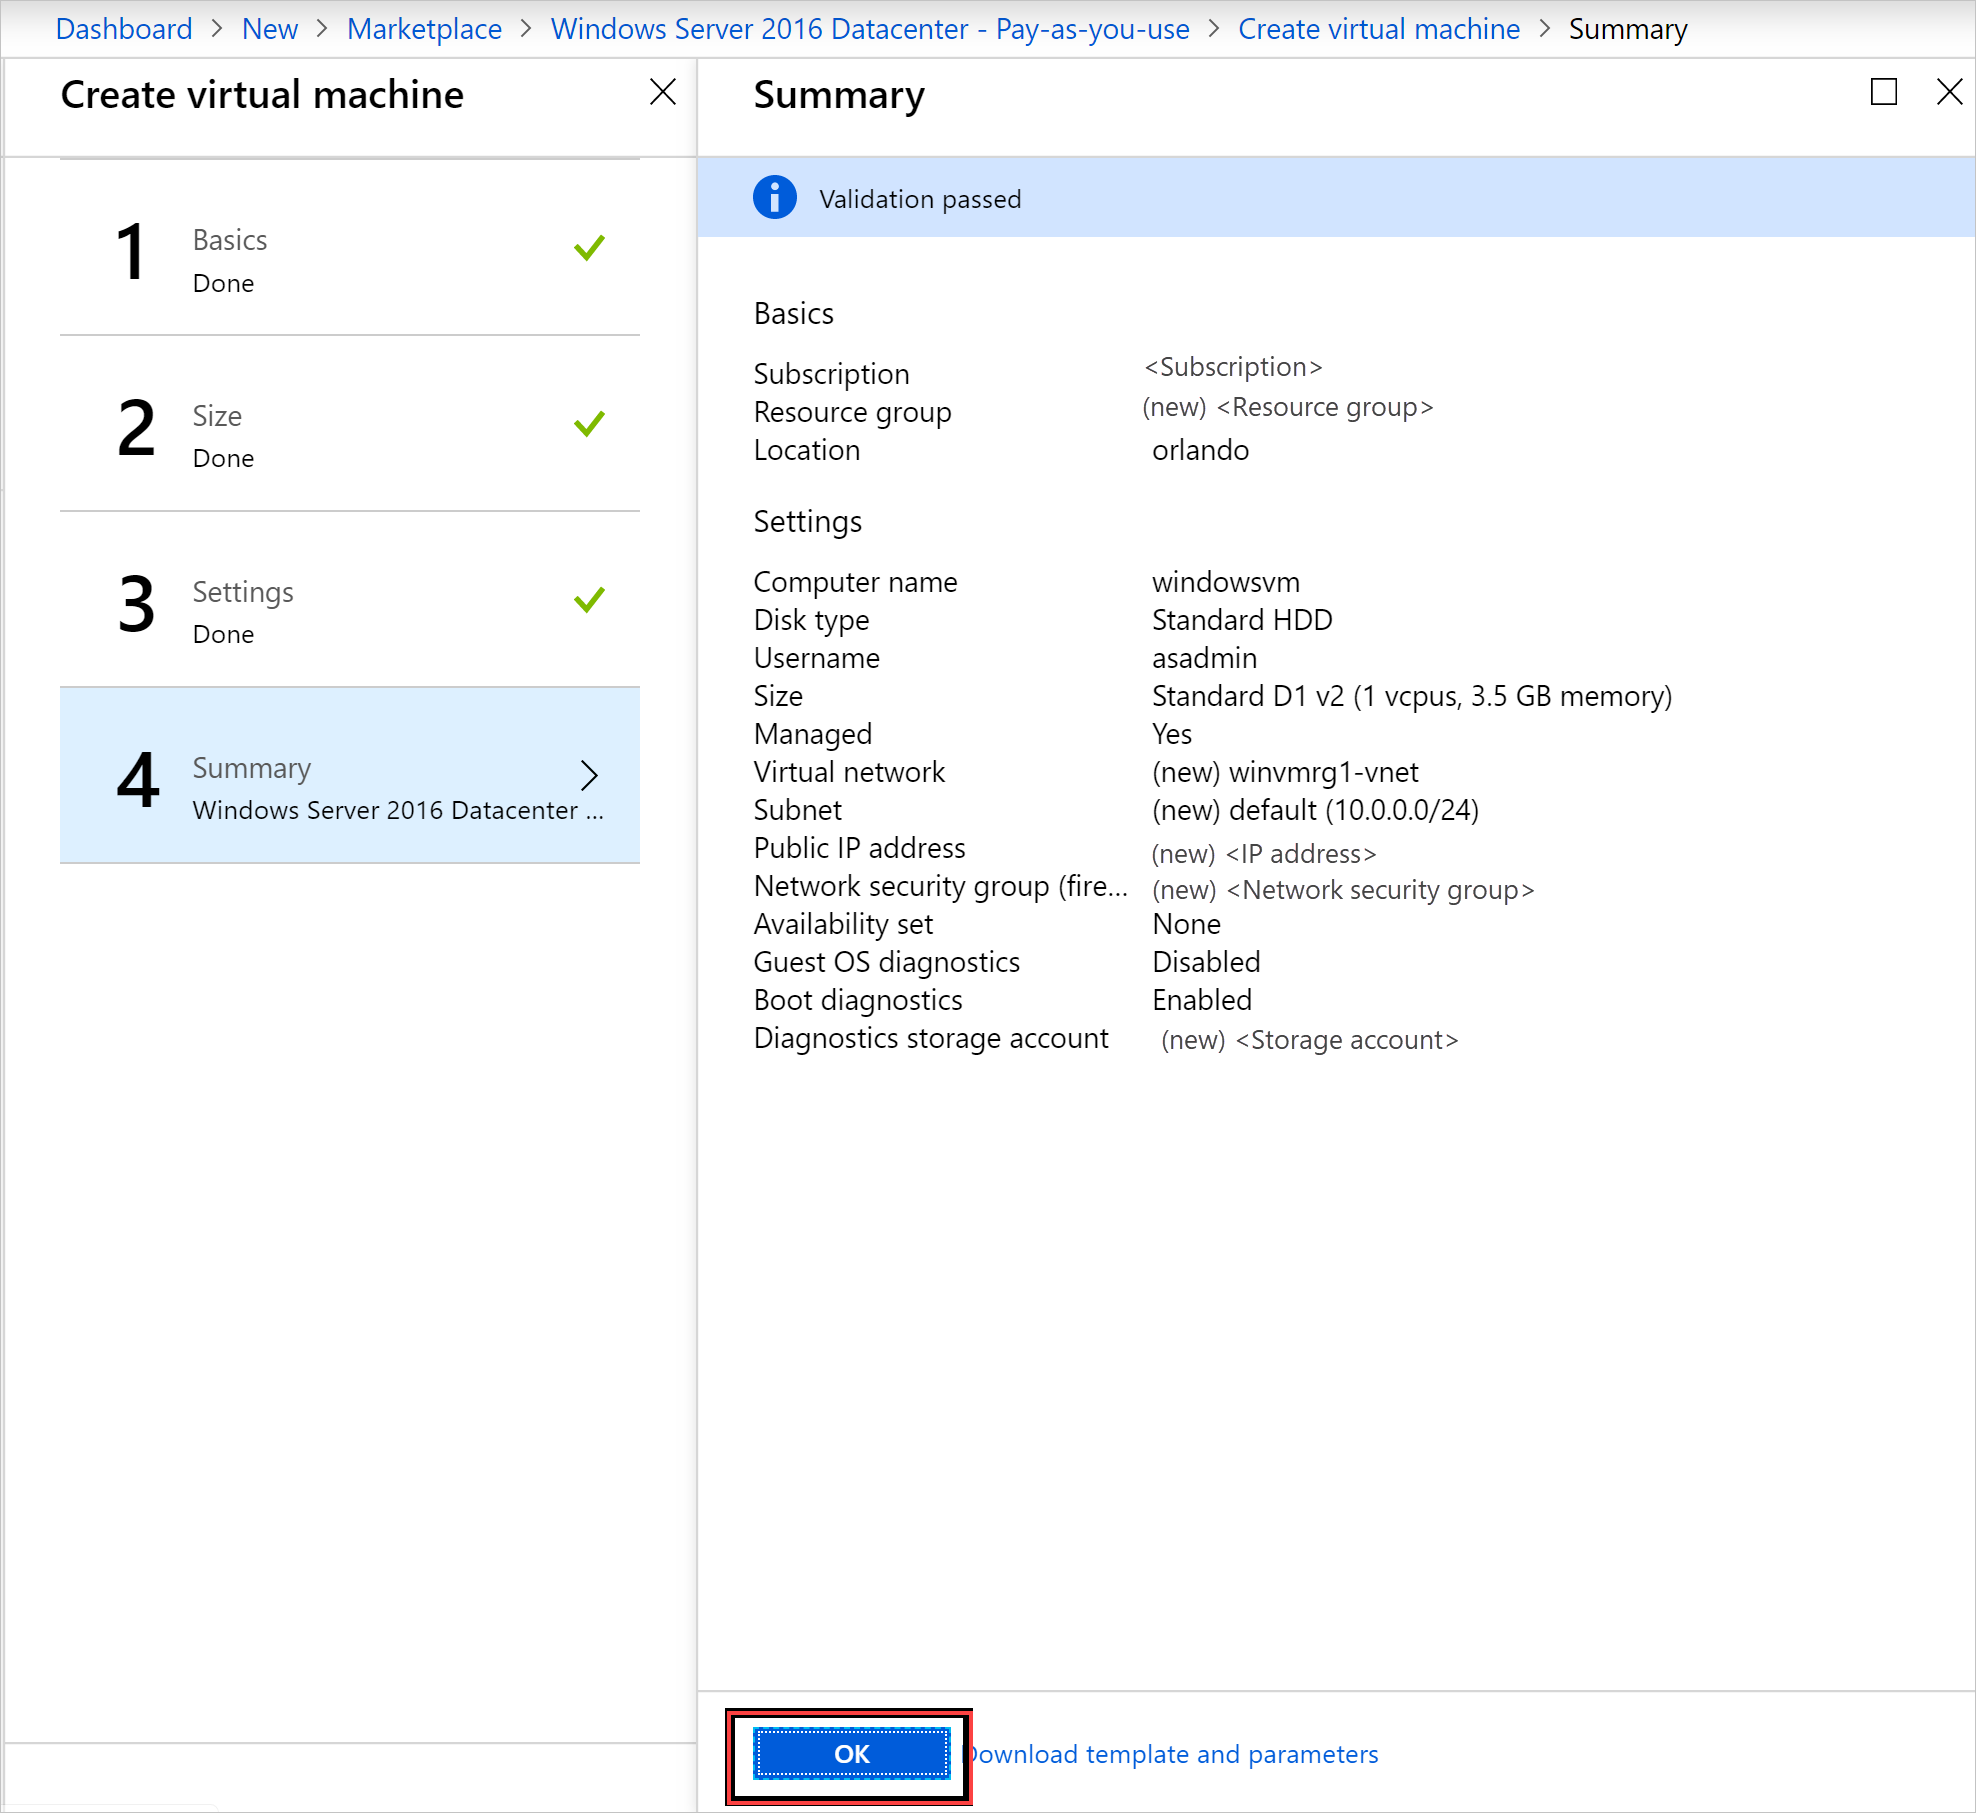 Dashboard > New > Marketplace > Windows Server 2016 Datacenter - Pay-as-you-use > Create virtual machine > Summary
Create virtual machine
1
Basics
Done
2
Size
Done
3
Settings
Done
4
Summary
Windows Server 2016 Datacenter ...
Summary
Validation passed
Basics
Subscription <Subscription>
Resource group (new) <Resource group>
Location orlando
Settings
Computer name windowsvm
Disk type Standard HDD
Username asadmin
Size Standard D1 v2 (1 vcpus, 3.5 GB memory)
Managed Yes
Virtual network (new) winvmrg1-vnet
Subnet (new) default (10.0.0.0/24)
Public IP address (new) <IP address>
Network security group (fire... (new) <Network security group>
Availability set None
Guest OS diagnostics Disabled
Boot diagnostics Enabled
Diagnostics storage account (new) <Storage account>
OK Download template and parameters